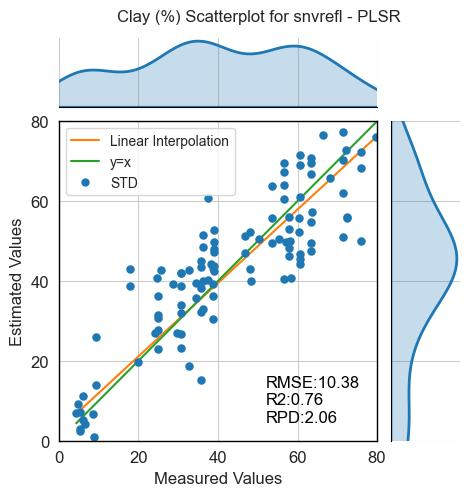 Clay (%) Scatterplot for snvrefl - PLSR
80
60
40
20
0
Estimated Values
Linear Interpolation
y=x
STD
RMSE:10.38
R2:0.76
RPD:2.06
0 20 40 60 80
Measured Values